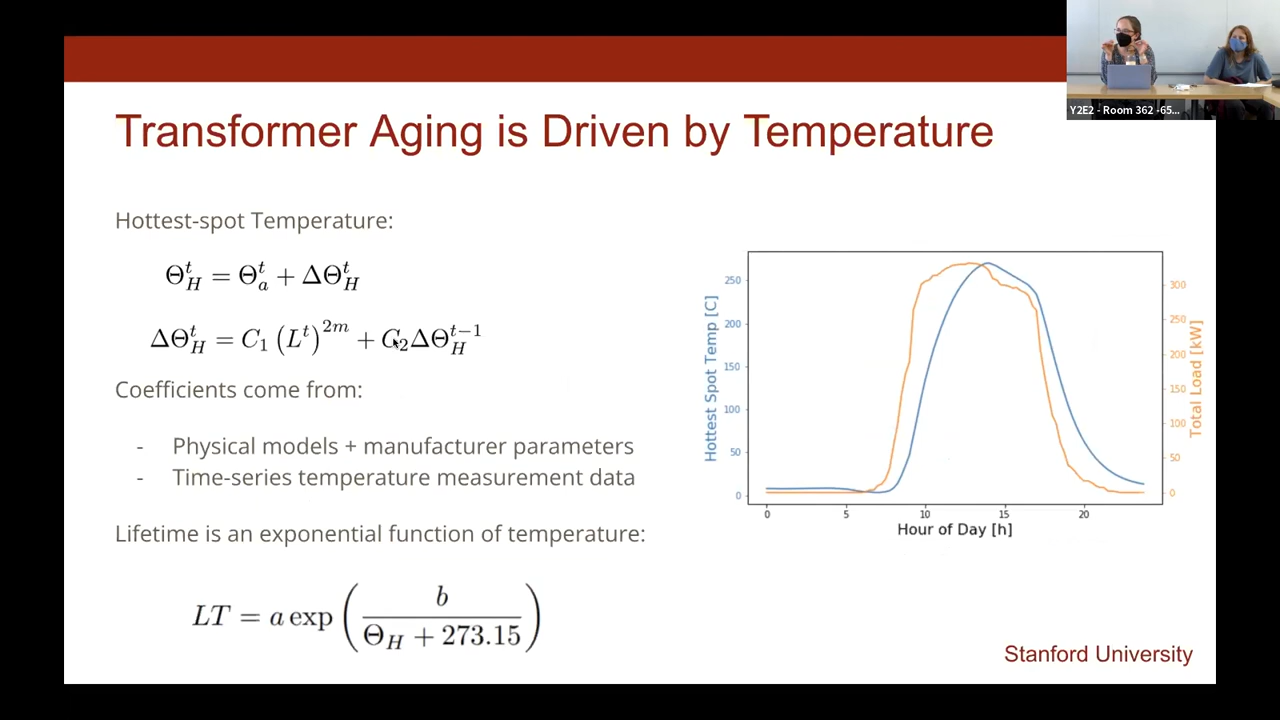 Y2E2 - Room 362 -65...
Transformer Aging is Driven by Temperature
Hottest-spot Temperature:
Θ_H^t = Θ_a^t + ΔΘ_H^t
ΔΘ_H^t = C_1 (L^t)^{2m} + C_2 ΔΘ_H^{t-1}
Coefficients come from:
- Physical models + manufacturer parameters
- Time-series temperature measurement data
Lifetime is an exponential function of temperature:
LT = a exp ( b / (Θ_H + 273.15) )
Hottest Spot Temp [C]
250
200
150
100
50
0
0 5 10 15 20
Hour of Day [h]
300
250
200
150
100
50
0
Total Load [kW]
Stanford University